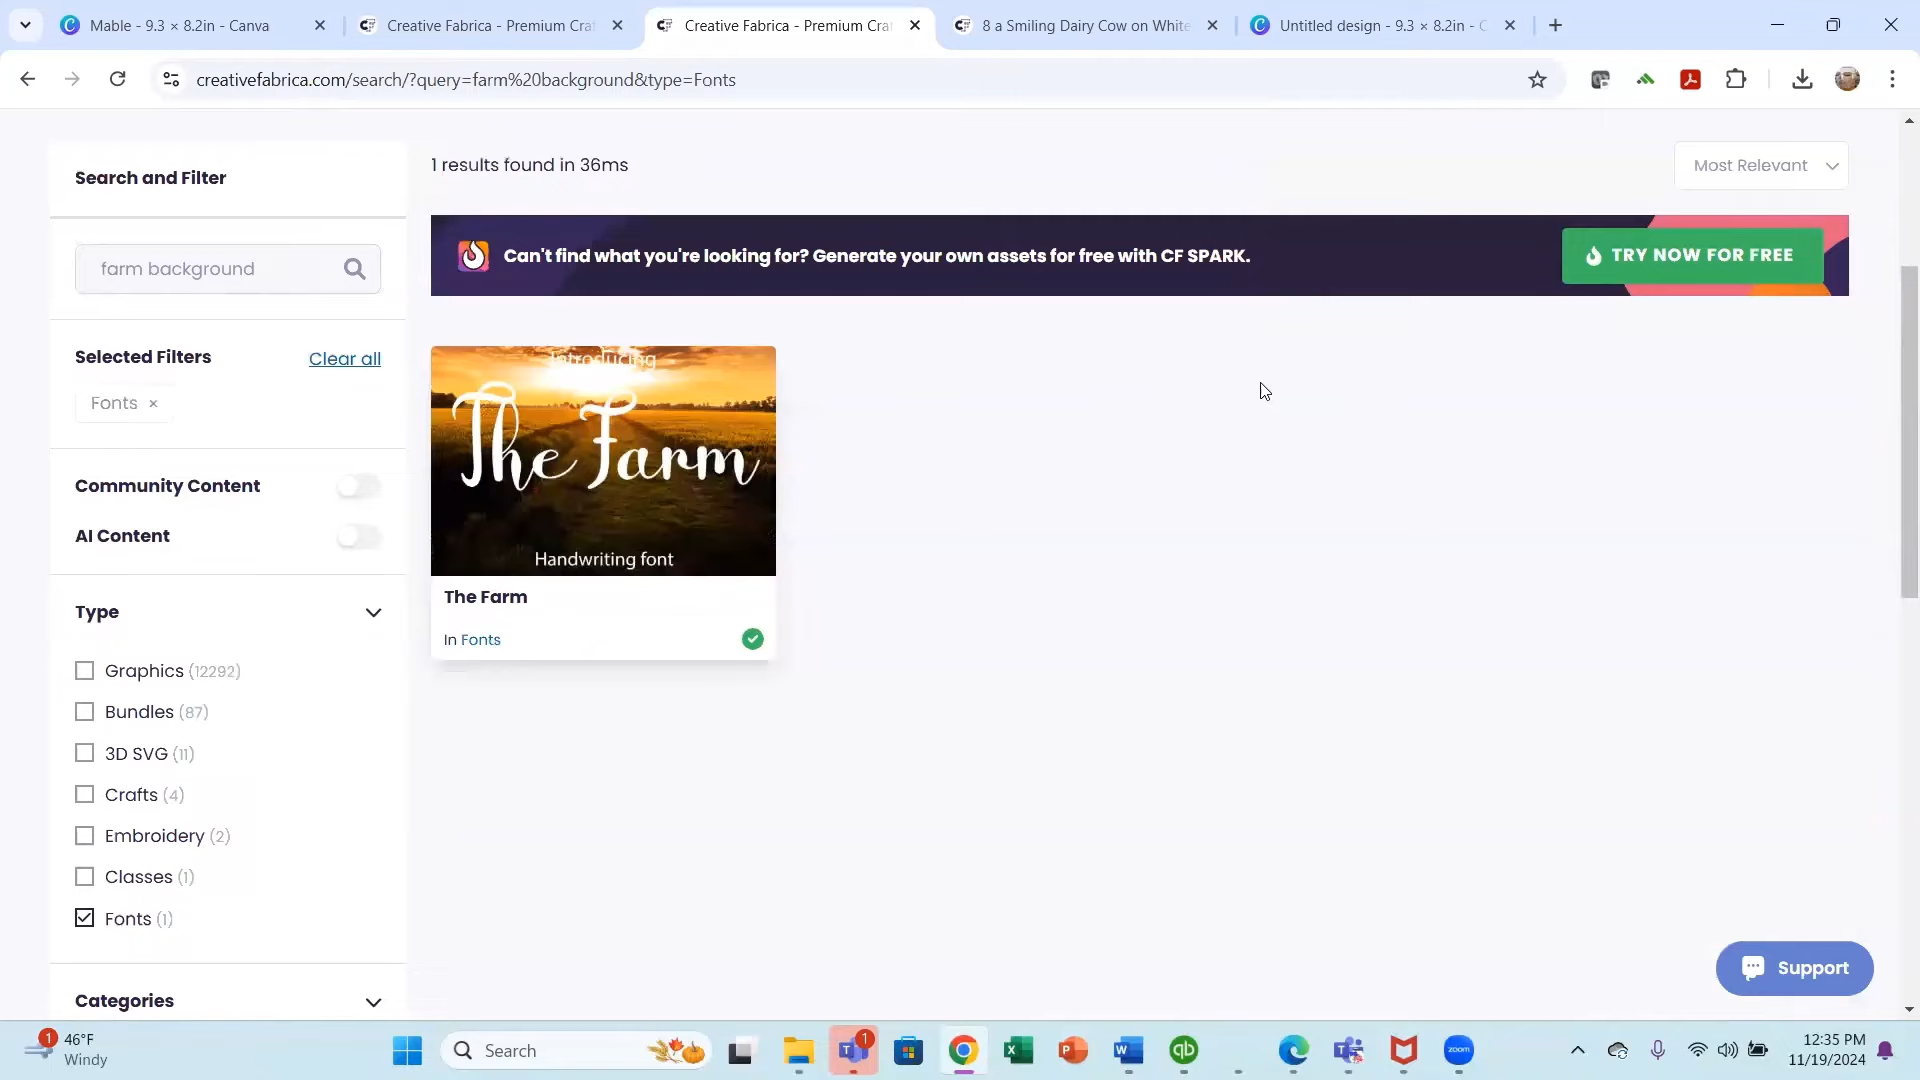 Mable - 9.3 × 8.2in - Canva
Creative Fabrica - Premium Cra
Creative Fabrica - Premium Cra
8 a Smiling Dairy Cow on White
Untitled design - 9.3 × 8.2in - C
creativefabrica.com/search/?query=farm%20background&type=Fonts
Search and Filter
1 results found in 36ms
Most Relevant
farm background
Can't find what you're looking for? Generate your own assets for free with CF SPARK.
TRY NOW FOR FREE
Selected Filters
Clear all
Fonts ×
Introducing
The Farm
Handwriting font
The Farm
In Fonts
Community Content
AI Content
Type
Graphics (12292)
Bundles (87)
3D SVG (11)
Crafts (4)
Embroidery (2)
Classes (1)
Fonts (1)
Categories
Support
1
46°F
Windy
Search
1
zoom
12:35 PM
11/19/2024